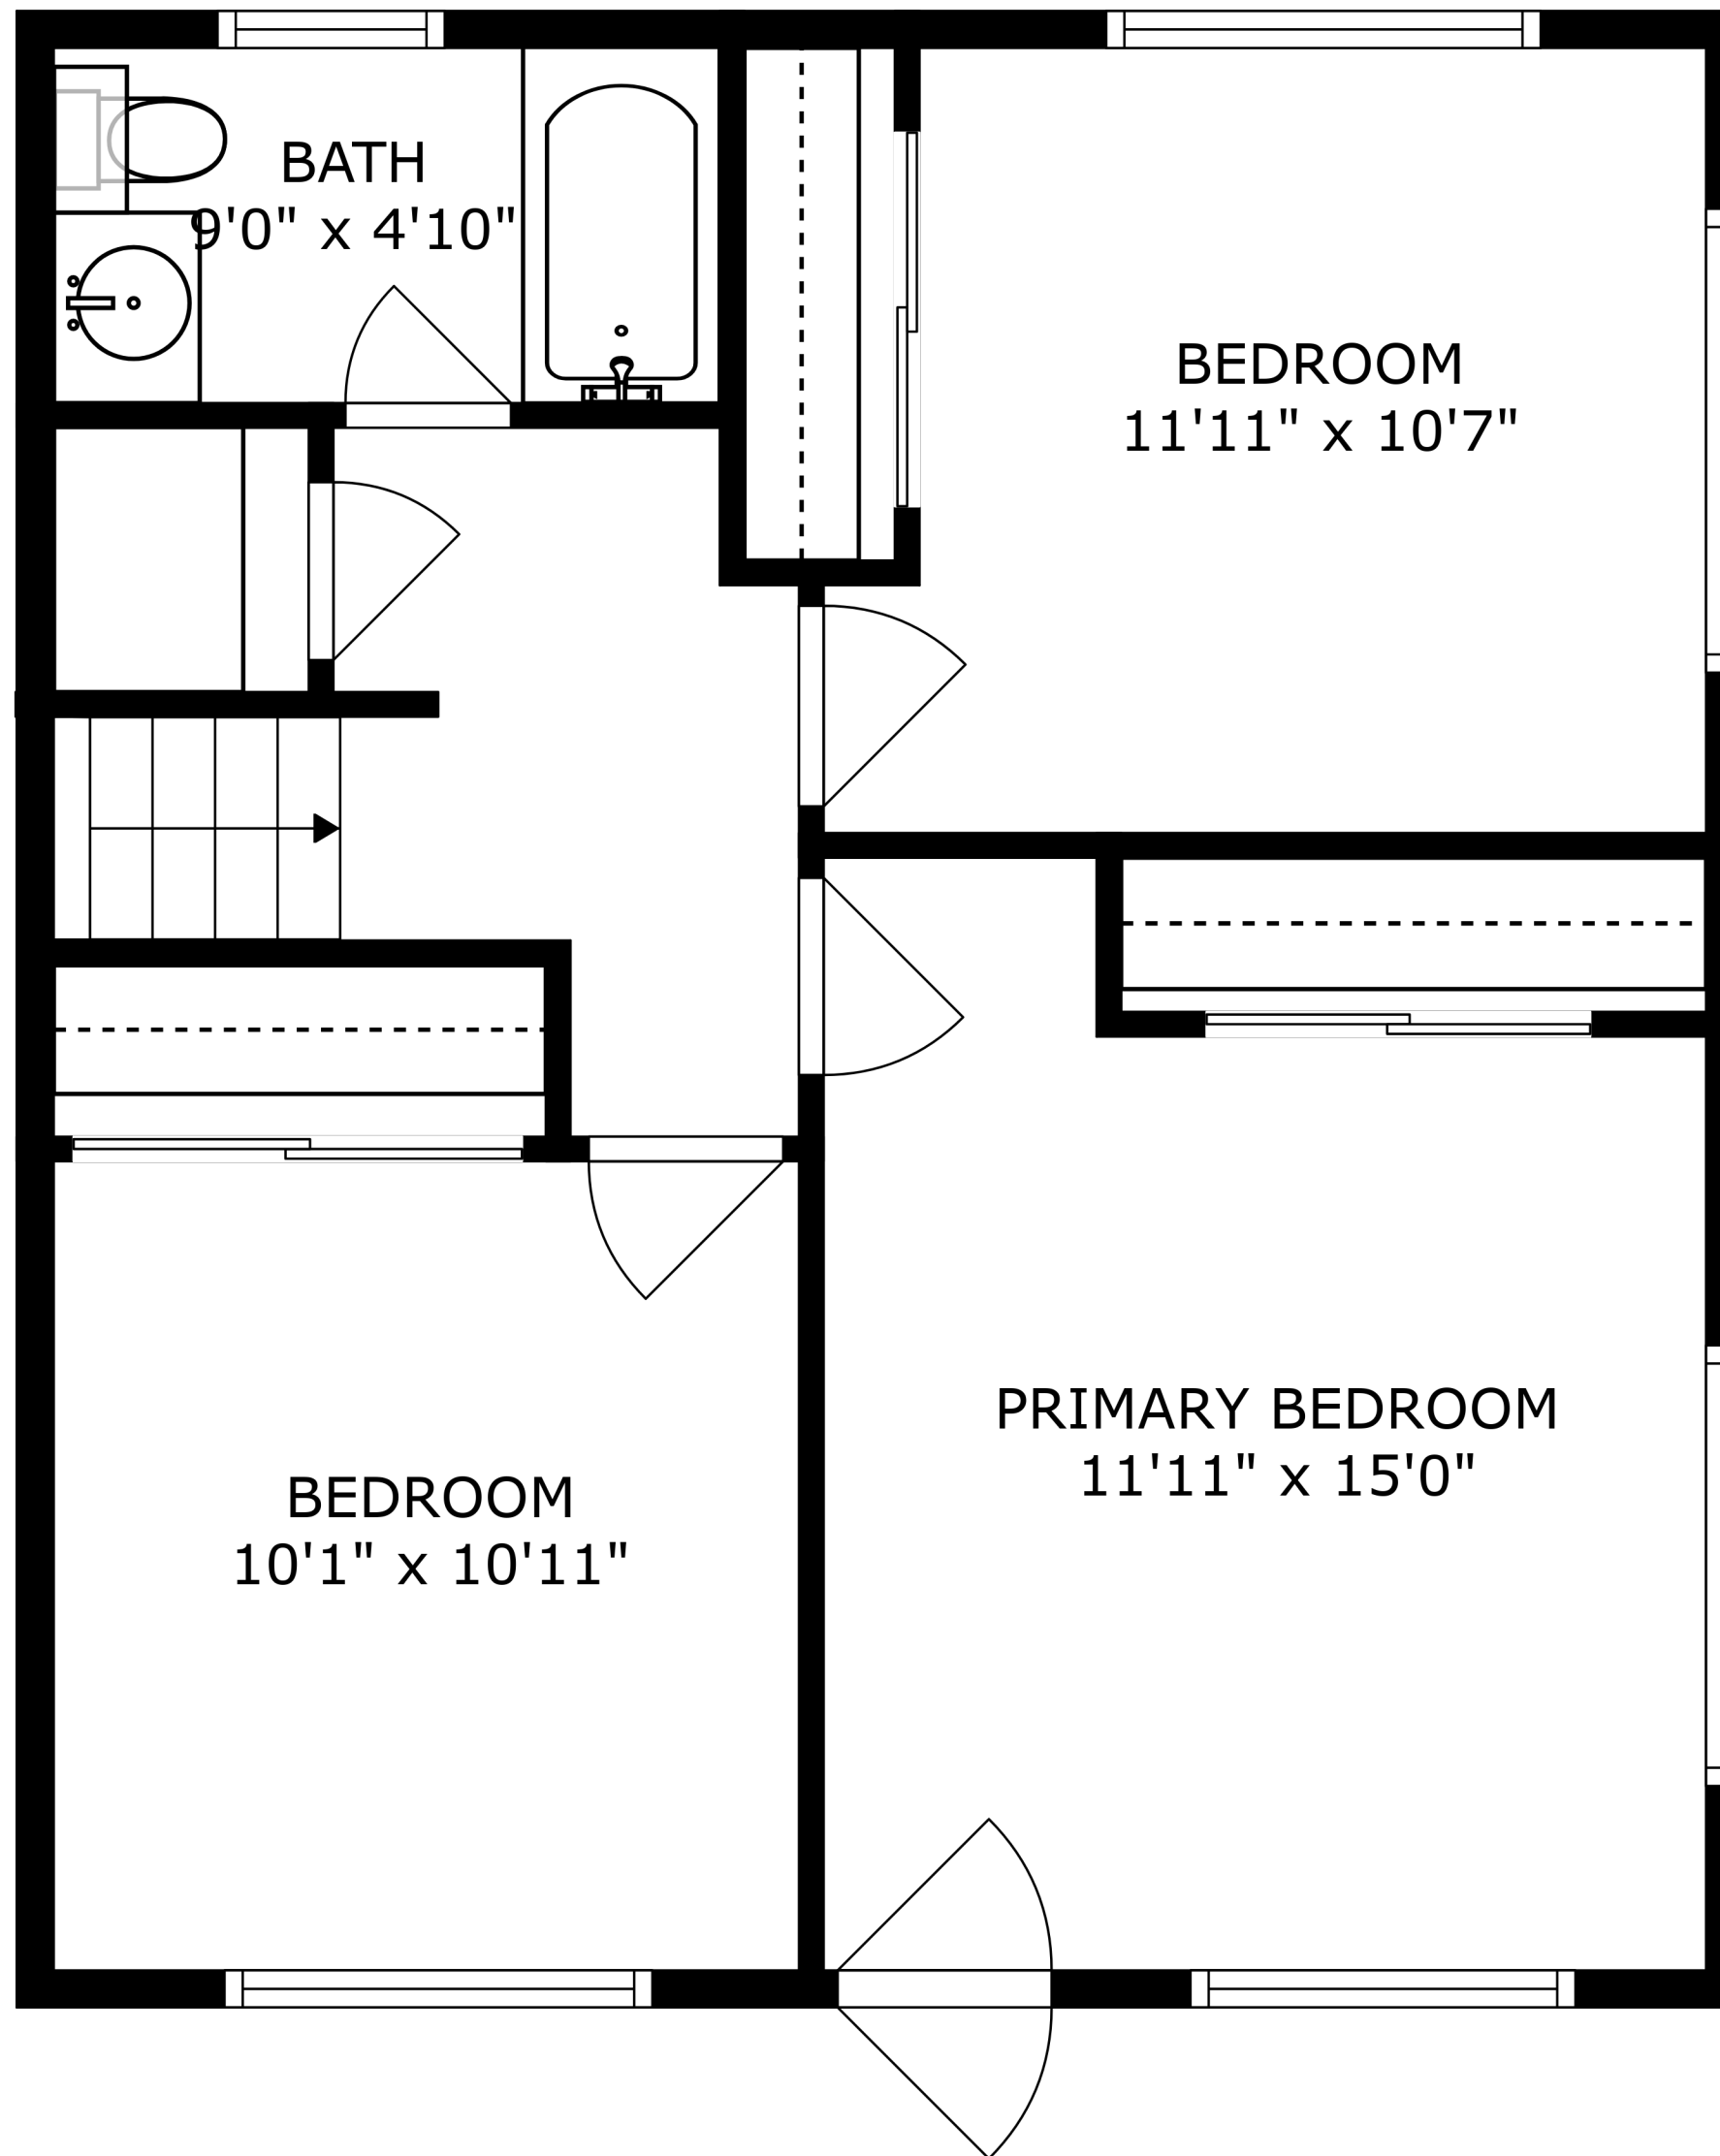 BATH
9'0" x 4'10"
BEDROOM
11'11" x 10'7"
PRIMARY BEDROOM
11'11" x 15'0"
BEDROOM
10'1" x 10'11"